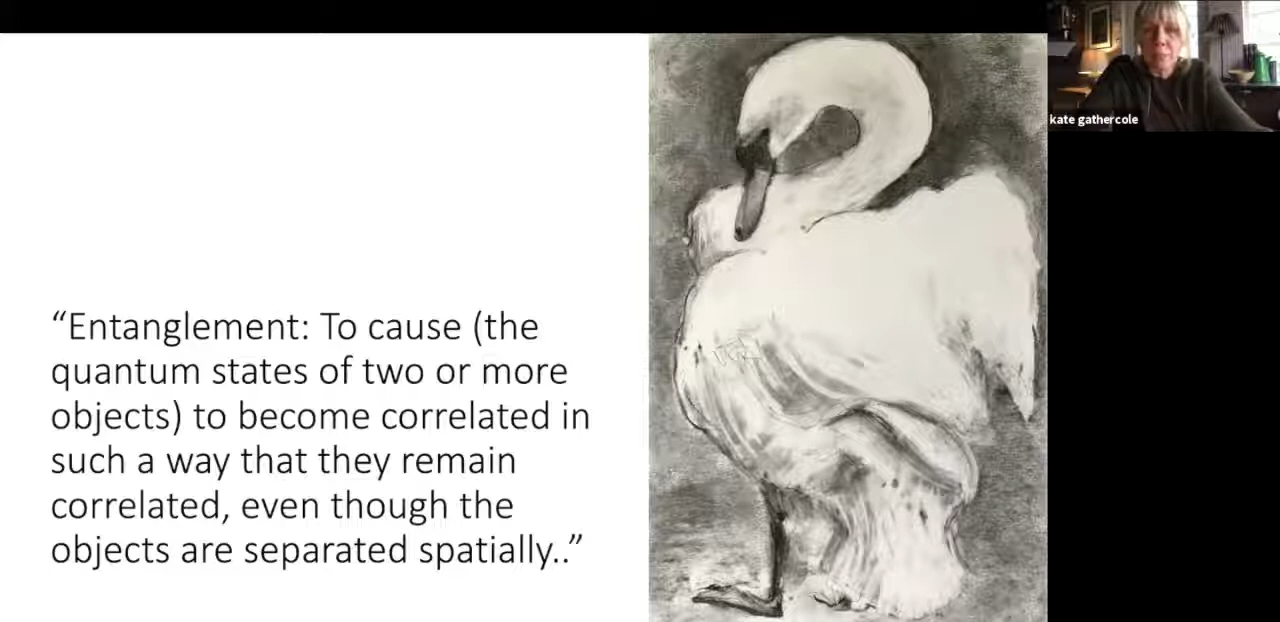 “Entanglement: To cause (the
quantum states of two or more
objects) to become correlated in
such a way that they remain
correlated, even though the
objects are separated spatially..”
kate gathercole